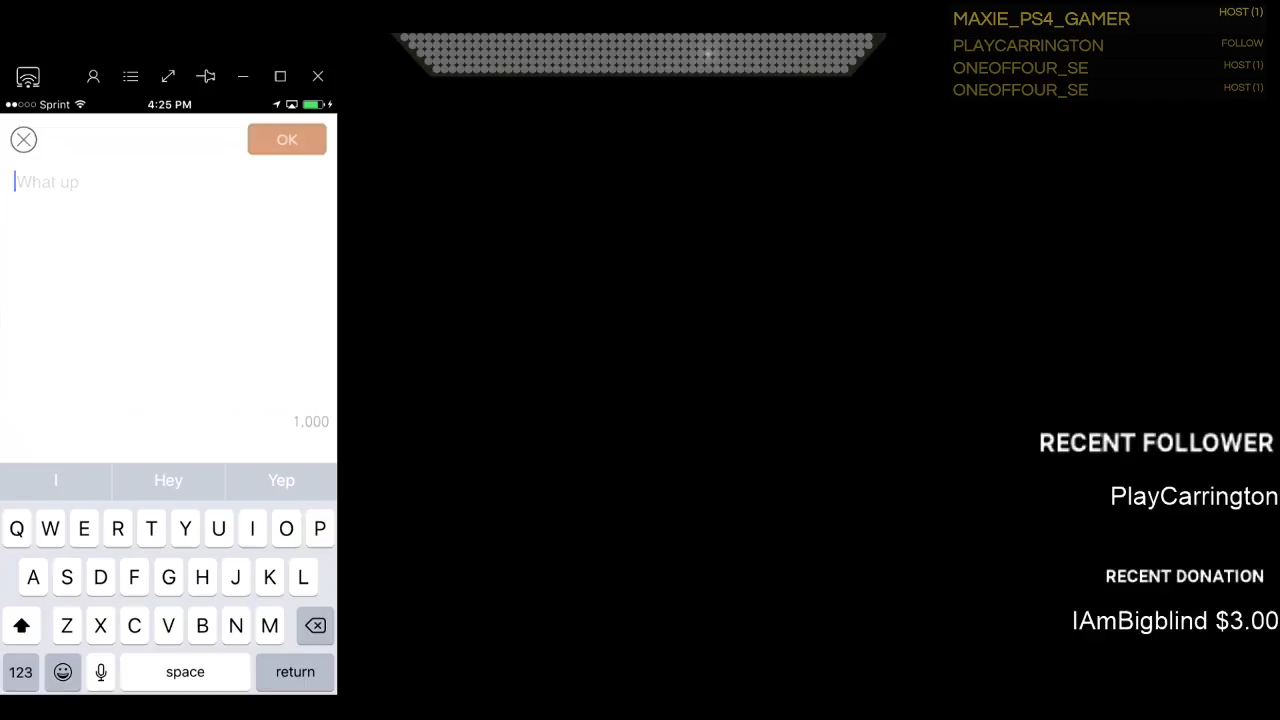 Sprint
4:25 PM
OK
What up
1,000
I
Hey
Yep
Q W E R T Y U I O P
A S D F G H J K L
Z X C V B N M
123
space
return
MAXIE_PS4_GAMER
HOST (1)
PLAYCARRINGTON
FOLLOW
ONEOFFOUR_SE
HOST (1)
ONEOFFOUR_SE
HOST (1)
RECENT FOLLOWER
PlayCarrington
RECENT DONATION
IAmBigblind $3.00